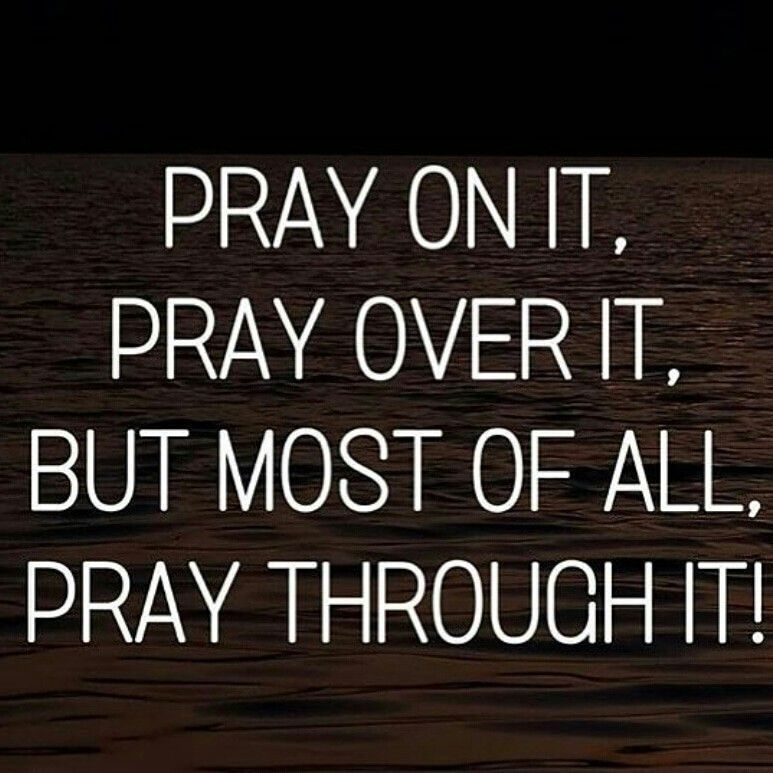 PRAY ON IT,
PRAY OVER IT,
BUT MOST OF ALL,
PRAY THROUGH IT!